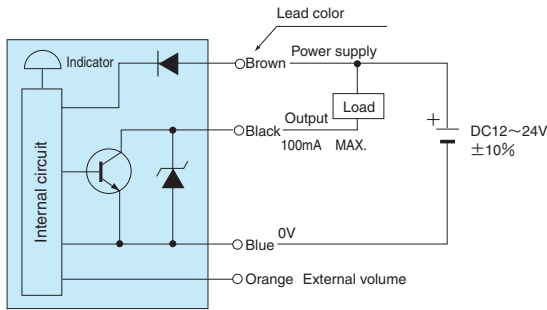 Lead color
Indicator
Brown
Power supply
Load
Output
Black
100mA MAX.
+
DC12～24V
±10%
Internal circuit
0V
Blue
Orange External volume